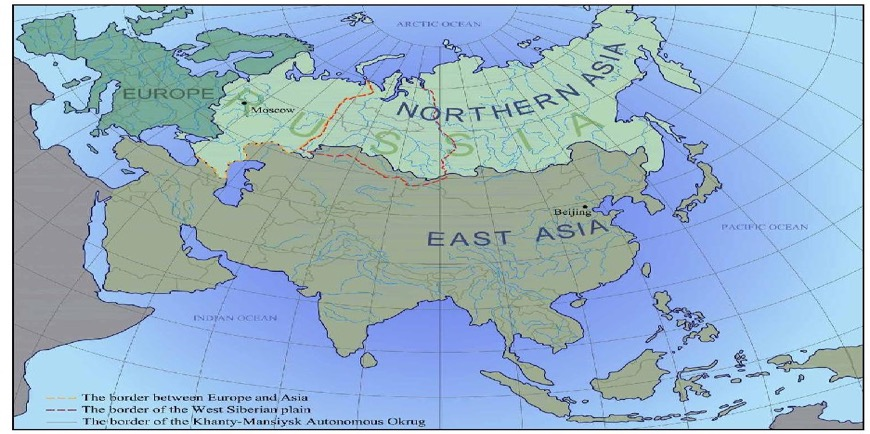 ARCTIC OCEAN
EUROPE
Moscow
NORTHERN ASIA
RUSSIA
Beijing
EAST ASIA
PACIFIC OCEAN
INDIAN OCEAN
The border between Europe and Asia
The border of the West Siberian plain
The border of the Khanty-Mansiysk Autonomous Okrug